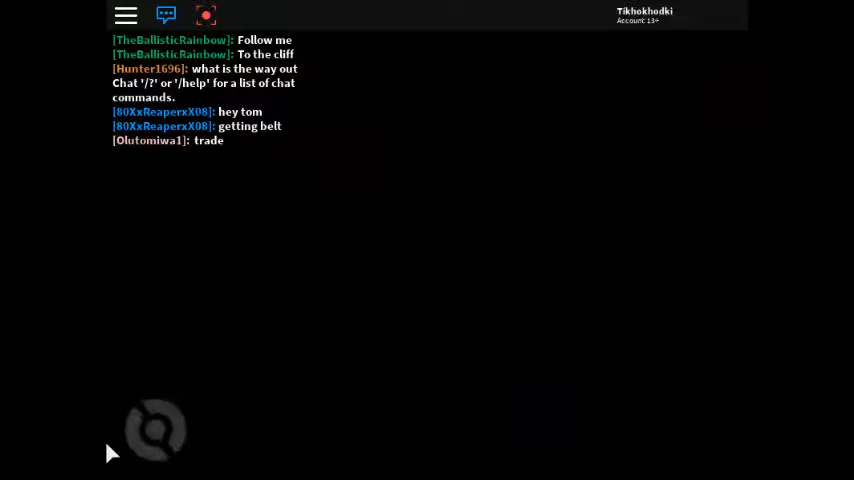 Tikhokhodki
Account 13+
[TheBallisticRainbow]: Follow me
[TheBallisticRainbow]: To the cliff
[Hunter1696]: what is the way out
Chat '/?' or '/help' for a list of chat
commands.
[80XxReaperxX08]: hey tom
[80XxReaperxX08]: getting belt
[Olutomiwa1]: trade